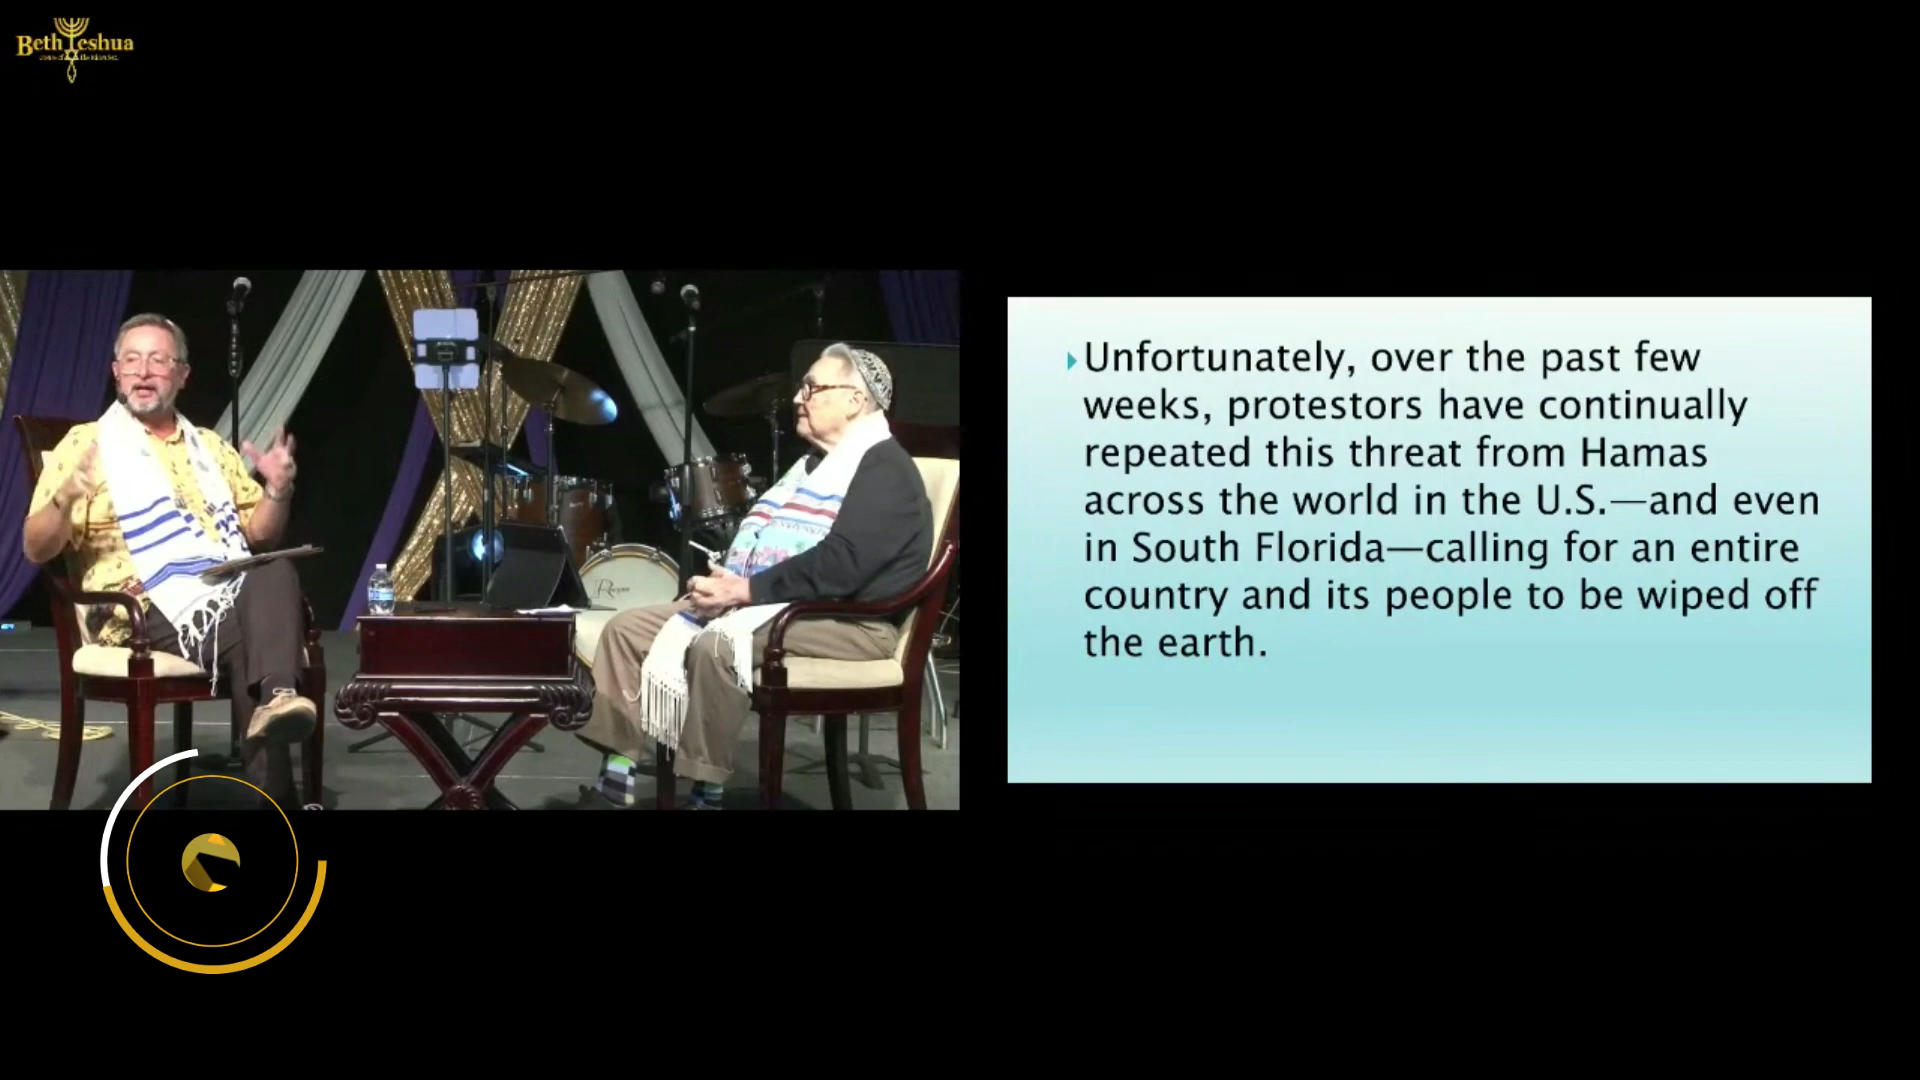 Beth Yeshua
Unfortunately, over the past few
weeks, protestors have continually
repeated this threat from Hamas
across the world in the U.S.—and even
in South Florida—calling for an entire
country and its people to be wiped off
the earth.